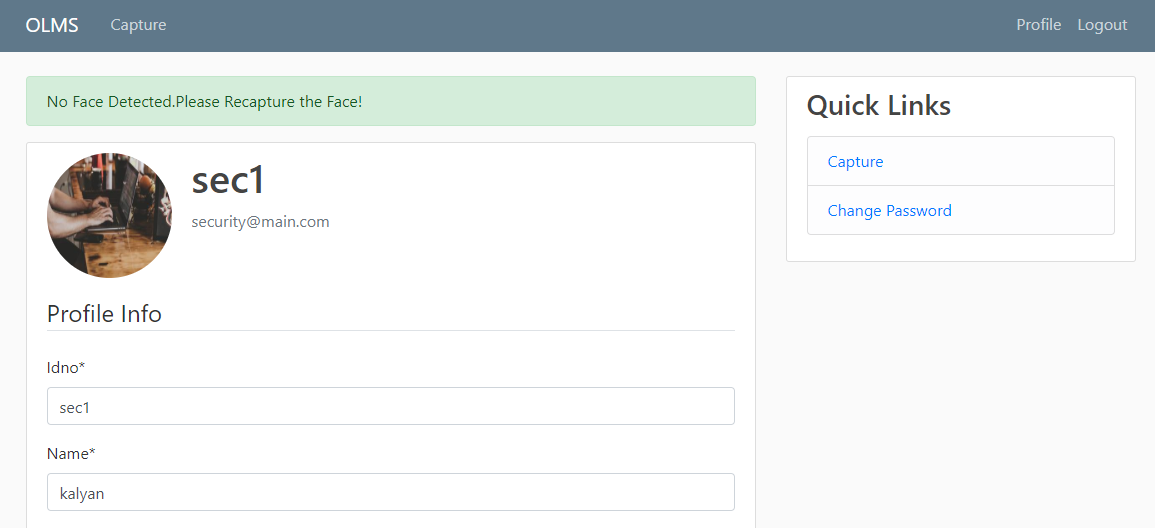 OLMS Capture Profile Logout
No Face Detected.Please Recapture the Face!
sec1
security@main.com
Profile Info
Idno*
sec1
Name*
kalyan
Quick Links
Capture
Change Password